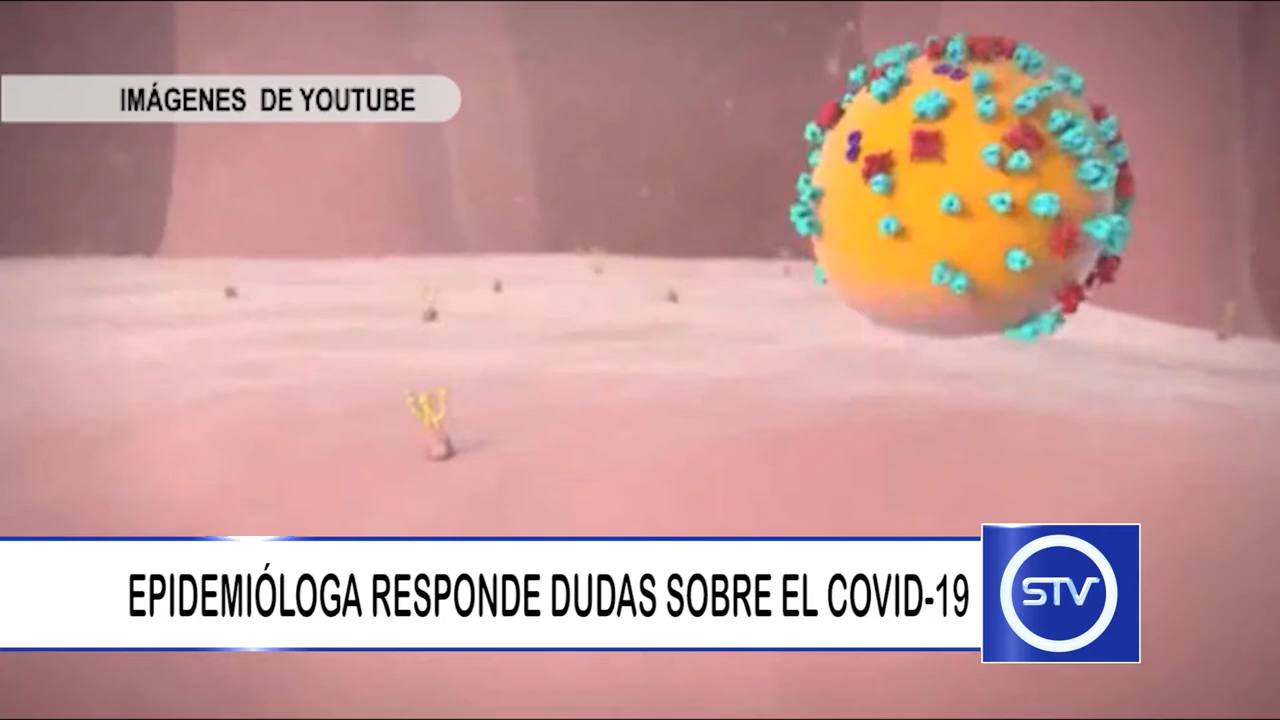 IMÁGENES DE YOUTUBE
EPIDEMIÓLOGA RESPONDE DUDAS SOBRE EL COVID-19
STV